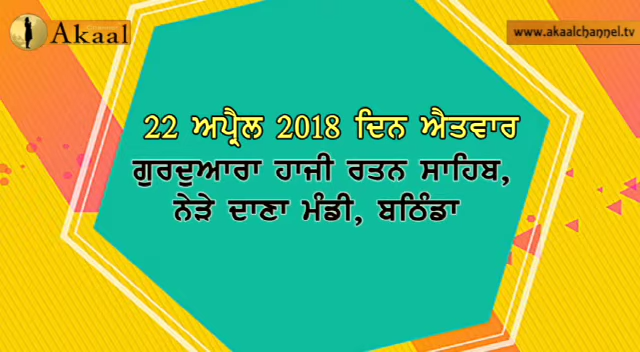 Akaal
www.akaalchannel.tv
22 ਅਪ੍ਰੈਲ 2018 ਦਿਨ ਐਤਵਾਰ
ਗੁਰਦੁਆਰਾ ਹਾਜੀ ਰਤਨ ਸਾਹਿਬ,
ਨੇੜੇ ਦਾਣਾ ਮੰਡੀ, ਬਠਿੰਡਾ